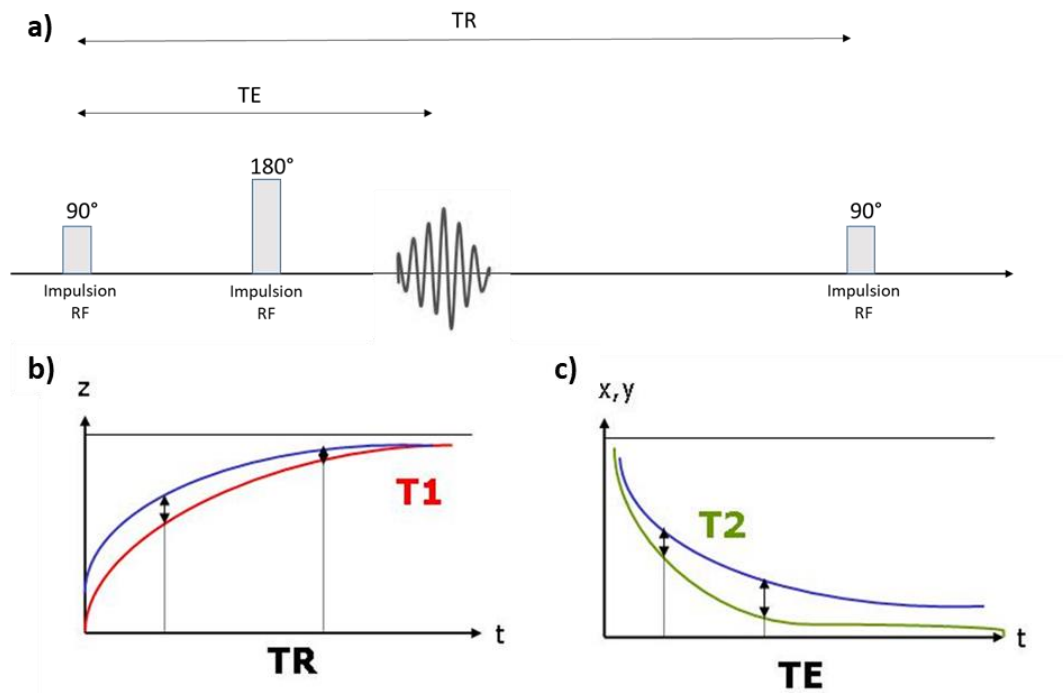 a)
TR
TE
180°
90°
90°
Impulsion
RF
Impulsion
RF
Impulsion
RF
b)
z
T1
t
TR
c)
x,y
T2
t
TE